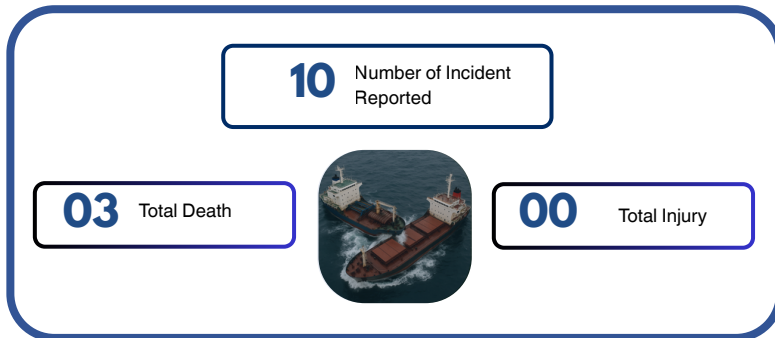 10 Number of Incident
Reported
03 Total Death
00 Total Injury